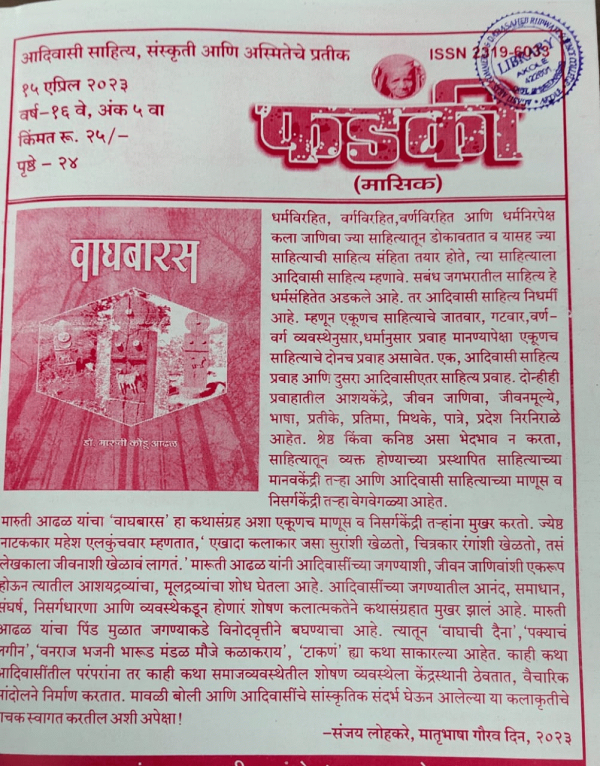 आदिवासी साहित्य, संस्कृती आणि अस्मितेचे प्रतीक
ISSN 2319-6033
१५ एप्रिल २०२३
वर्ष-१६ वे, अंक ५ वा
किंमत रू. २५/-
पृष्ठे - २४
LIBRARY
AKOLE
422601
फडकी
(मासिक)
वाघबारस
डॉ. मारुती कोंडू आढळ
धर्मविरहित, वर्गविरहित,वर्णविरहित आणि धर्मनिरपेक्ष
कला जाणिवा ज्या साहित्यातून डोकावतात व यासह ज्या
साहित्याची साहित्य संहिता तयार होते, त्या साहित्याला
आदिवासी साहित्य म्हणावे. सबंध जगभरातील साहित्य हे
धर्मसंहितेत अडकले आहे. तर आदिवासी साहित्य निधर्मी
आहे. म्हणून एकूणच साहित्याचे जातवार, गटवार,वर्ण-
वर्ग व्यवस्थेनुसार,धर्मानुसार प्रवाह मानण्यापेक्षा एकूणच
साहित्याचे दोनच प्रवाह असावेत. एक, आदिवासी साहित्य
प्रवाह आणि दुसरा आदिवासीएतर साहित्य प्रवाह. दोन्हीही
प्रवाहातील आशयकेंद्रे, जीवन जाणिवा, जीवनमूल्ये,
भाषा, प्रतीके, प्रतिमा, मिथके, पात्रे, प्रदेश निरनिराळे
आहेत. श्रेष्ठ किंवा कनिष्ठ असा भेदभाव न करता,
साहित्यातून व्यक्त होण्याच्या प्रस्थापित साहित्याच्या
मानवकेंद्री तऱ्हा आणि आदिवासी साहित्याच्या माणूस व
निसर्गकेंद्री तऱ्हा वेगवेगळ्या आहेत.
मारुती आढळ यांचा 'वाघबारस' हा कथासंग्रह अशा एकूणच माणूस व निसर्गकेंद्री तऱ्हांना मुखर करतो. ज्येष्ठ
नाटककार महेश एलकुंचवार म्हणतात,' एखादा कलाकार जसा सुरांशी खेळतो, चित्रकार रंगांशी खेळतो, तसं
लेखकाला जीवनाशी खेळावं लागतं.' मारूती आढळ यांनी आदिवासींच्या जगण्याशी, जीवन जाणिवांशी एकरूप
होऊन त्यातील आशयद्रव्यांचा, मूलद्रव्यांचा शोध घेतला आहे. आदिवासींच्या जगण्यातील आनंद, समाधान,
संघर्ष, निसर्गधारणा आणि व्यवस्थेकडून होणारं शोषण कलात्मकतेने कथासंग्रहात मुखर झालं आहे. मारुती
आढळ यांचा पिंड मुळात जगण्याकडे विनोदवृत्तीने बघण्याचा आहे. त्यातून 'वाघाची दैना','पक्याचं
लगीन','वनराज भजनी भारूड मंडळ मौजे कळाकराय', 'टाकणं' ह्या कथा साकारल्या आहेत. काही कथा
आदिवासींतील परंपरांना तर काही कथा समाजव्यवस्थेतील शोषण व्यवस्थेला केंद्रस्थानी ठेवतात, वैचारिक
आंदोलने निर्माण करतात. मावळी बोली आणि आदिवासींचे सांस्कृतिक संदर्भ घेऊन आलेल्या या कलाकृतीचे
वाचक स्वागत करतील अशी अपेक्षा!
-संजय लोहकरे, मातृभाषा गौरव दिन, २०२३